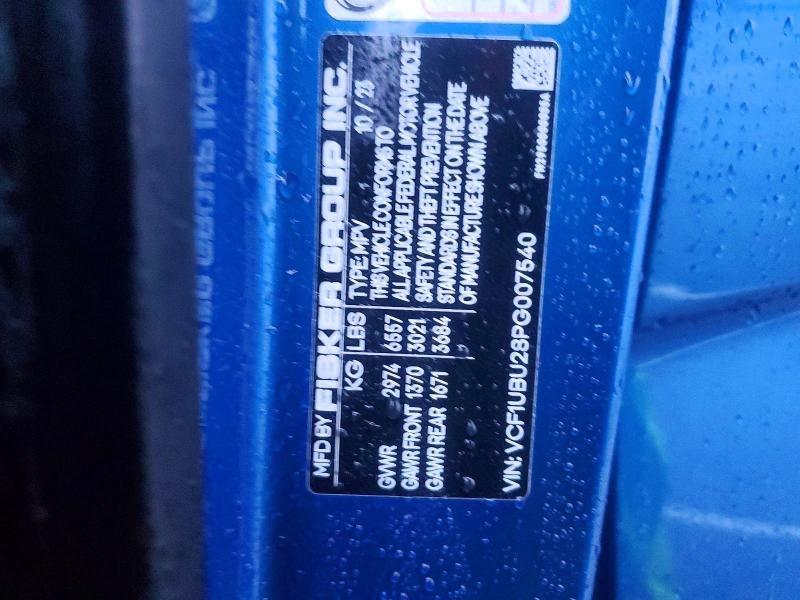 MFD BY FISKER GROUP INC.
KG LBS TYPE: MPV 10 / 23
THIS VEHICLE CONFORMS TO
GVWR 2974 6557 ALL APPLICABLE FEDERAL MOTOR VEHICLE
GAWR FRONT 1370 3021 SAFETY AND THEFT PREVENTION
GAWR REAR 1671 3684 STANDARDS IN EFFECT ON THE DATE
OF MANUFACTURE SHOWN ABOVE
VIN: VCF1UBU28PG007540